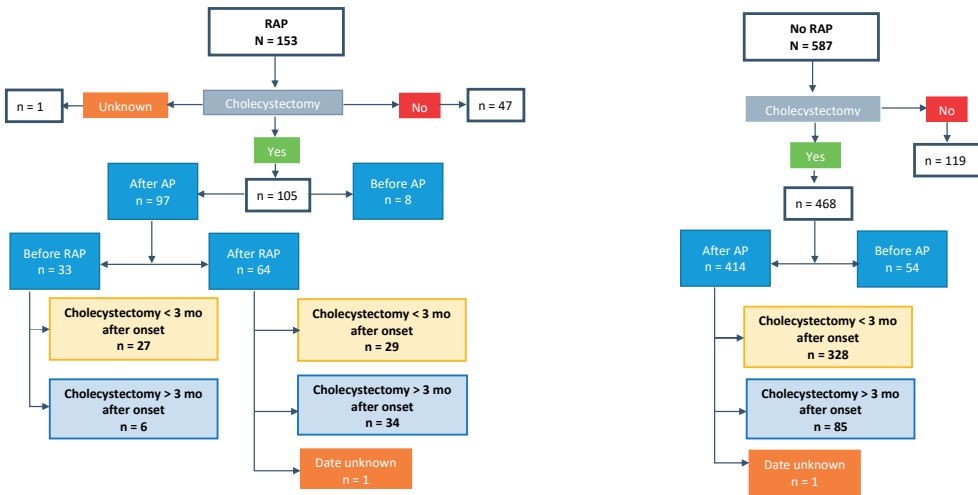 RAP
N = 153
n = 1
Unknown
Cholecystectomy
No
n = 47
Yes
After AP
n = 97
n = 105
Before AP
n = 8
Before RAP
n = 33
After RAP
n = 64
Cholecystectomy < 3 mo
after onset
n = 27
Cholecystectomy < 3 mo
after onset
n = 29
Cholecystectomy > 3 mo
after onset
n = 6
Cholecystectomy > 3 mo
after onset
n = 34
Date unknown
n = 1
No RAP
N = 587
Cholecystectomy
No
Yes
n = 119
n = 468
After AP
n = 414
Before AP
n = 54
Cholecystectomy < 3 mo
after onset
n = 328
Cholecystectomy > 3 mo
after onset
n = 85
Date unknown
n = 1